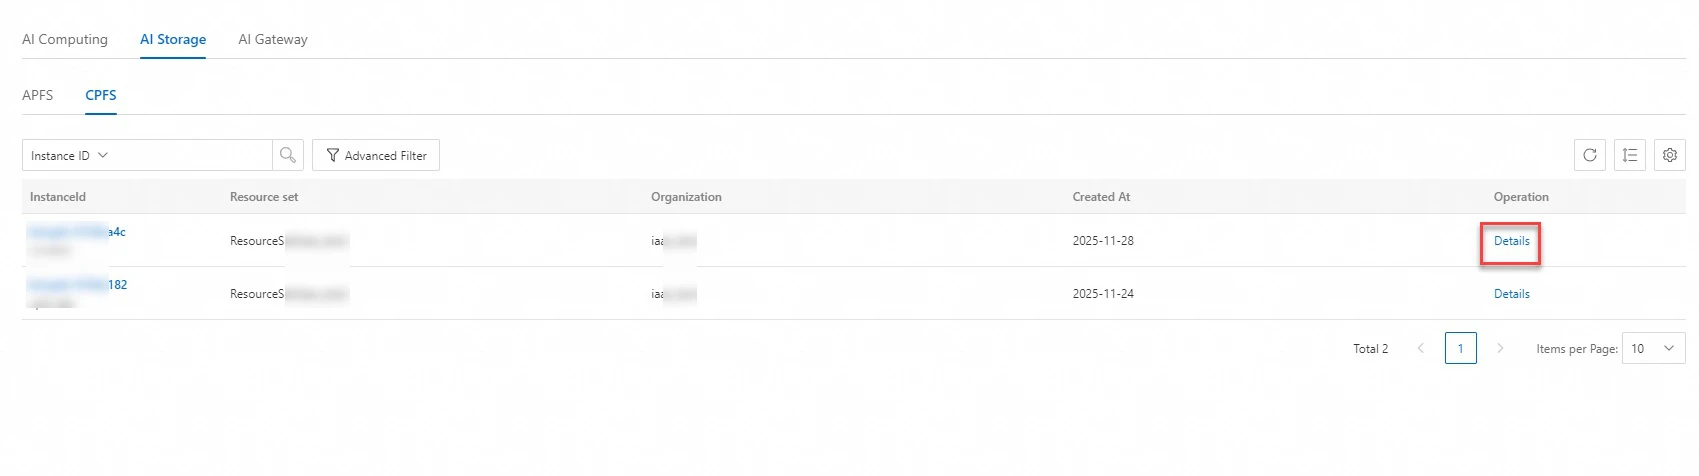 AI Computing AI Storage AI Gateway
APFS CPFS
Instance ID Advanced Filter
InstanceId Resource set Organization Created At Operation
a4c
ResourceS iaa 2025-11-28 Details
182
ResourceS iaa 2025-11-24 Details
Total 2 1 Items per Page: 10